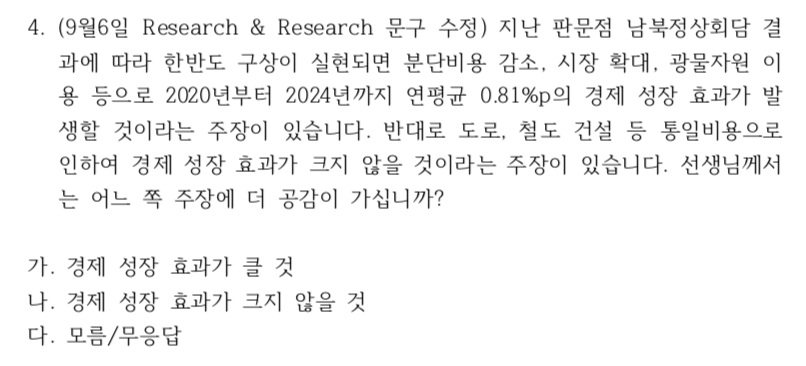 4. (9월6일 Research & Research 문구 수정) 지난 판문점 남북정상회담 결
과에 따라 한반도 구상이 실현되면 분단비용 감소, 시장 확대, 광물자원 이
용 등으로 2020년부터 2024년까지 연평균 0.81%p의 경제 성장 효과가 발
생할 것이라는 주장이 있습니다. 반대로 도로, 철도 건설 등 통일비용으로
인하여 경제 성장 효과가 크지 않을 것이라는 주장이 있습니다. 선생님께서
는 어느 쪽 주장에 더 공감이 가십니까?
가. 경제 성장 효과가 클 것
나. 경제 성장 효과가 크지 않을 것
다. 모름/무응답